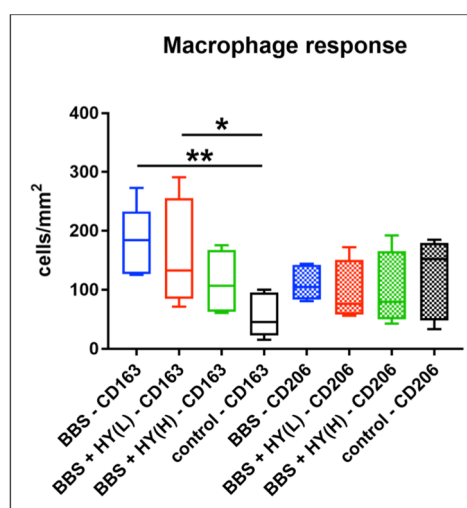 Macrophage response
cells/mm²
400
300
200
100
0
*
**
BBS - CD163
BBS + HY(L) - CD163
BBS + HY(H) - CD163
control - CD163
BBS - CD206
BBS + HY(L) - CD206
BBS + HY(H) - CD206
control - CD206